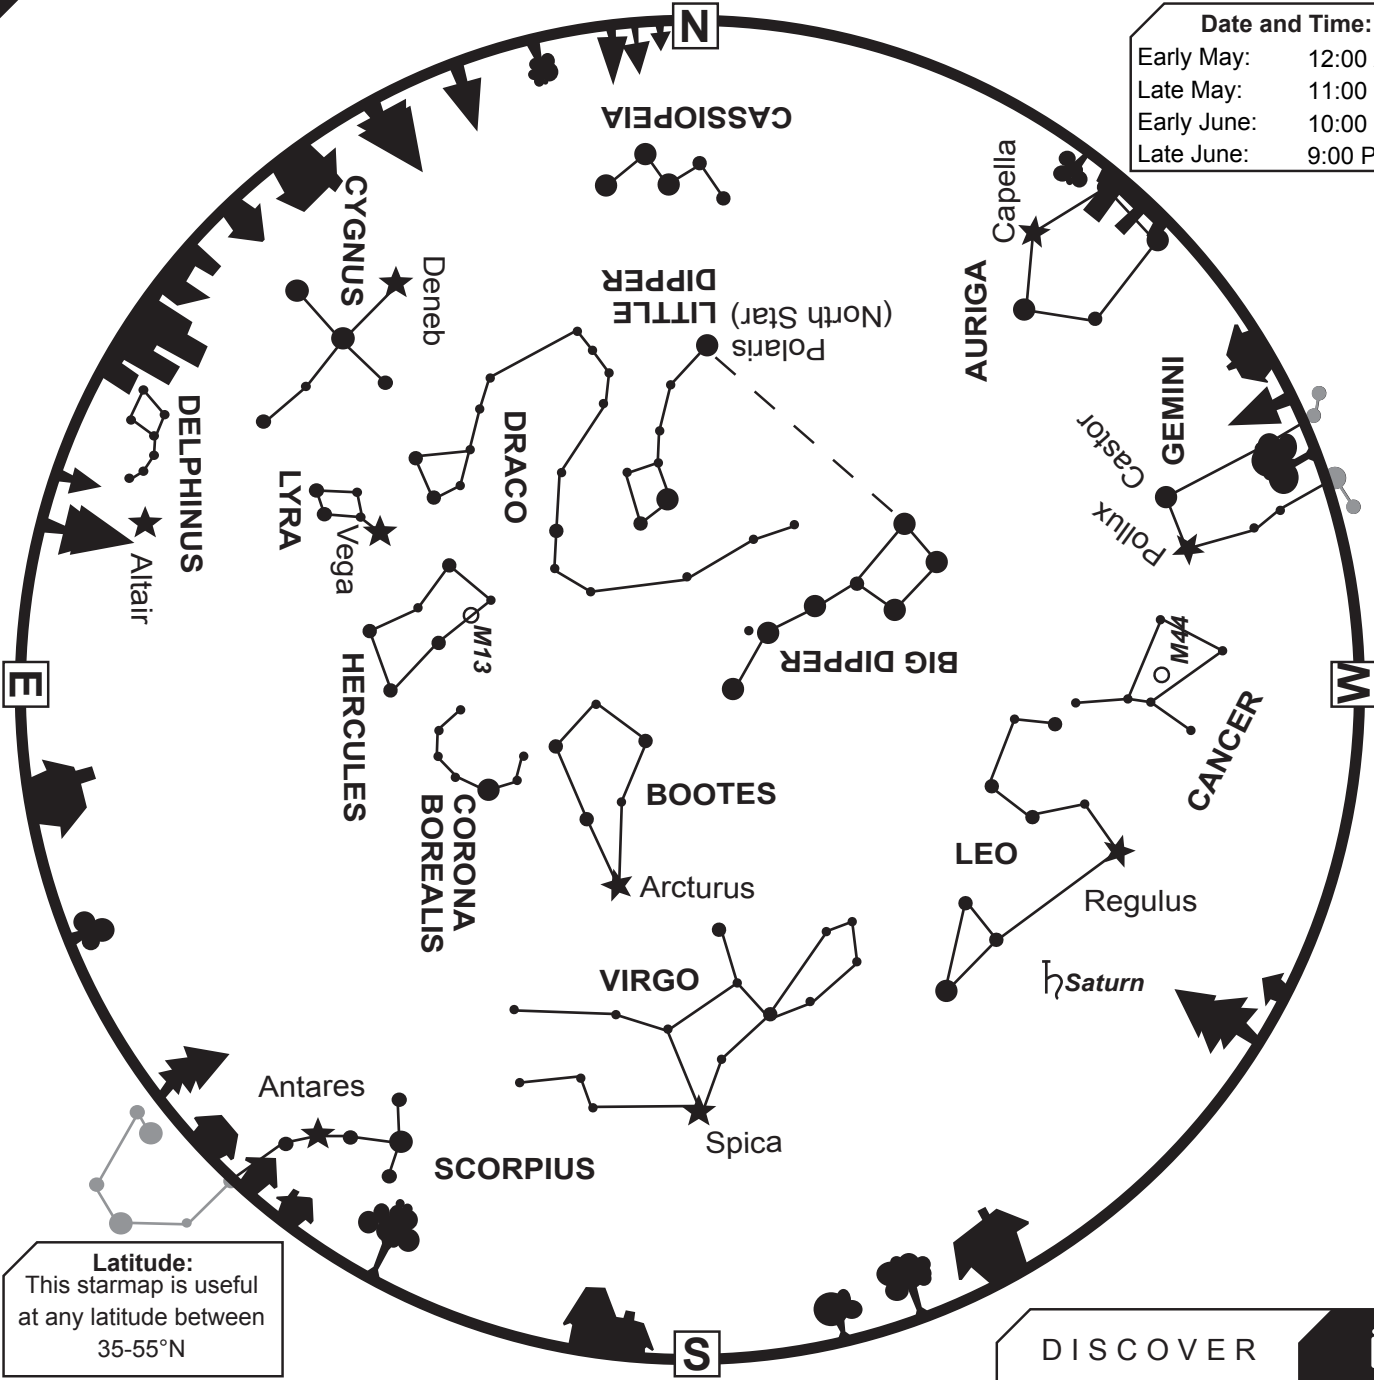 N
Date and Time:
Early May: 12:00
Late May: 11:00
Early June: 10:00
Late June: 9:00 P
CASSIOPEIA
Capella
CYGNUS
Deneb
LITTLE
DIPPER
Polaris
(North Star)
AURIGA
GEMINI
Castor
Pollux
DELPHINUS
DRACO
LYRA
Vega
Altair
M13
HERCULES
BIG DIPPER
M44
CANCER
E
W
CORONA
BOREALIS
BOOTES
Arcturus
LEO
Regulus
VIRGO
♄Saturn
Antares
Spica
SCORPIUS
Latitude:
This starmap is useful
at any latitude between
35-55°N
S
DISCOVER